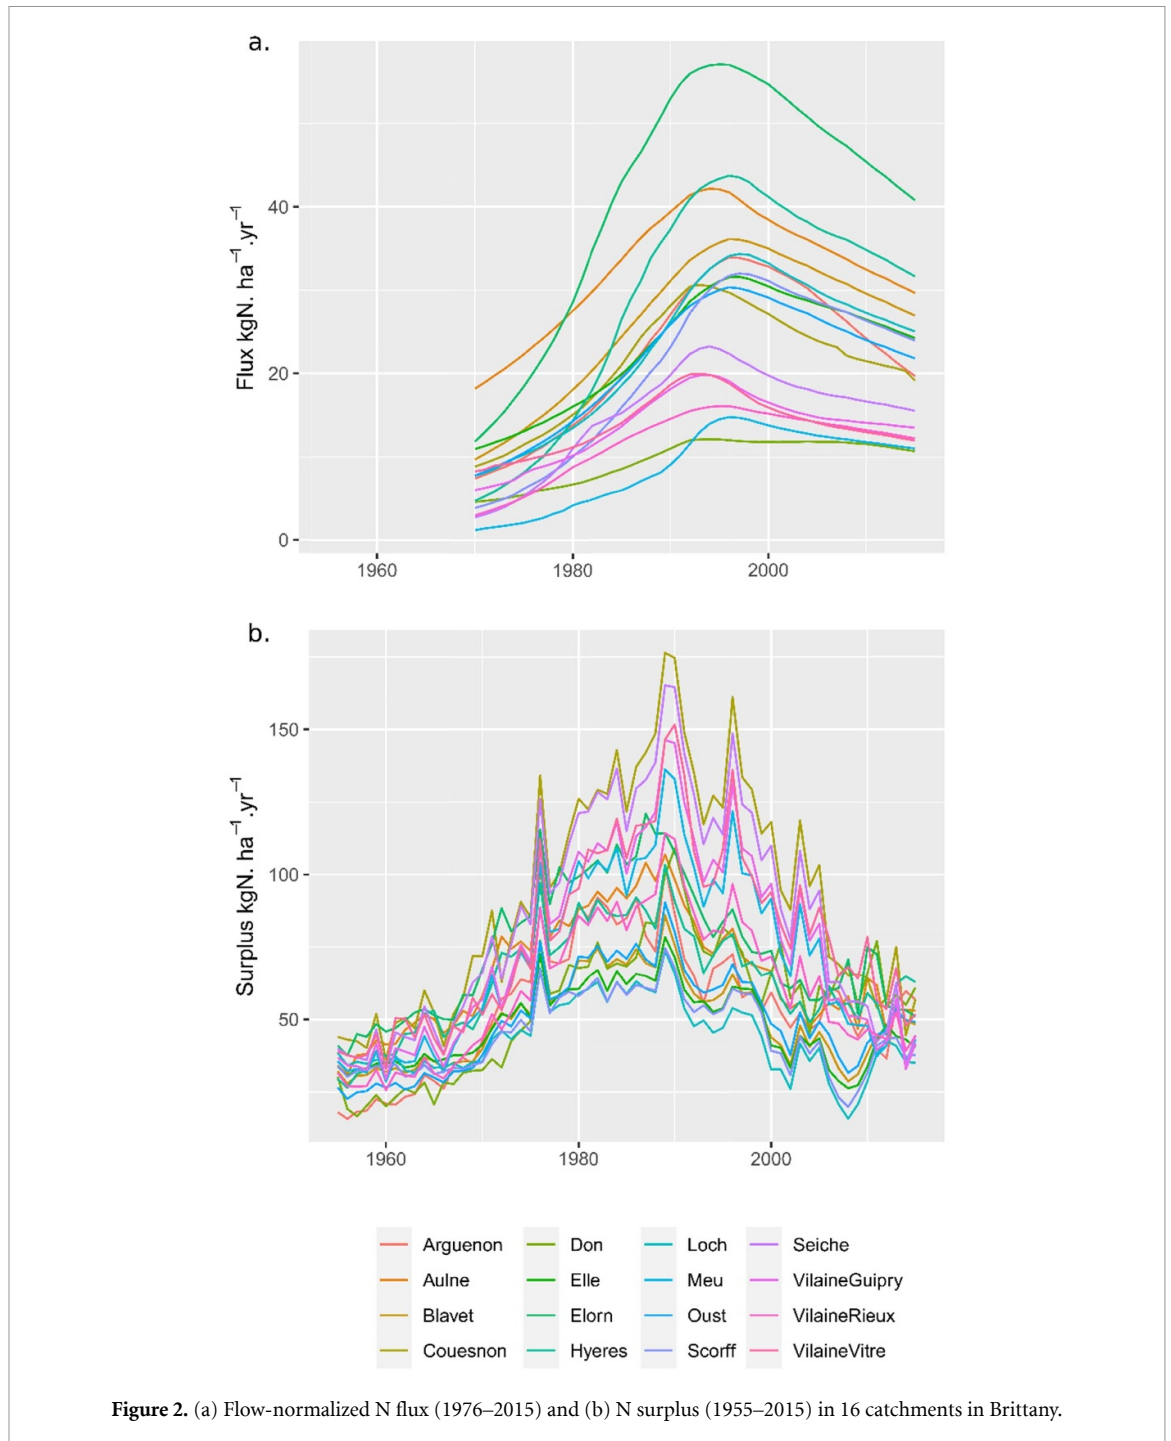 a.
Flux kgN. ha⁻¹.yr⁻¹
40
20
0
1960 1980 2000
b.
Surplus kgN. ha⁻¹.yr⁻¹
150
100
50
1960 1980 2000
Arguenon Don Loch Seiche
Aulne Elle Meu VilaineGuipry
Blavet Elorn Oust VilaineRieux
Couesnon Hyeres Scorff VilaineVitre
Figure 2. (a) Flow-normalized N flux (1976–2015) and (b) N surplus (1955–2015) in 16 catchments in Brittany.